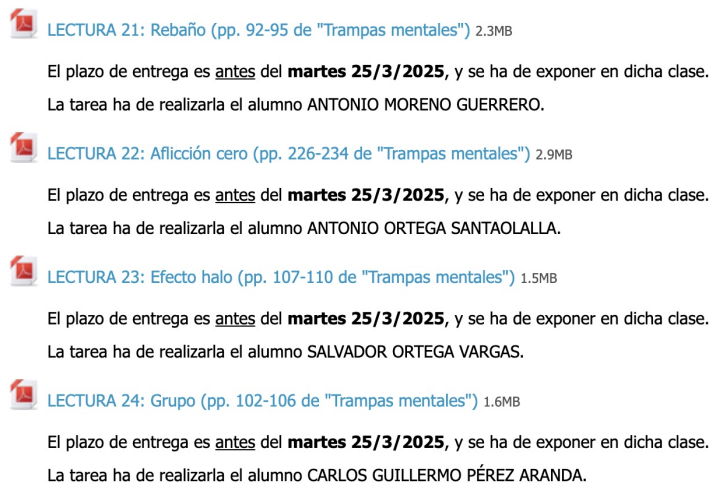 LECTURA 21: Rebaño (pp. 92-95 de "Trampas mentales") 2.3MB
El plazo de entrega es antes del martes 25/3/2025, y se ha de exponer en dicha clase.
La tarea ha de realizarla el alumno ANTONIO MORENO GUERRERO.
LECTURA 22: Aflicción cero (pp. 226-234 de "Trampas mentales") 2.9MB
El plazo de entrega es antes del martes 25/3/2025, y se ha de exponer en dicha clase.
La tarea ha de realizarla el alumno ANTONIO ORTEGA SANTAOLALLA.
LECTURA 23: Efecto halo (pp. 107-110 de "Trampas mentales") 1.5MB
El plazo de entrega es antes del martes 25/3/2025, y se ha de exponer en dicha clase.
La tarea ha de realizarla el alumno SALVADOR ORTEGA VARGAS.
LECTURA 24: Grupo (pp. 102-106 de "Trampas mentales") 1.6MB
El plazo de entrega es antes del martes 25/3/2025, y se ha de exponer en dicha clase.
La tarea ha de realizarla el alumno CARLOS GUILLERMO PÉREZ ARANDA.